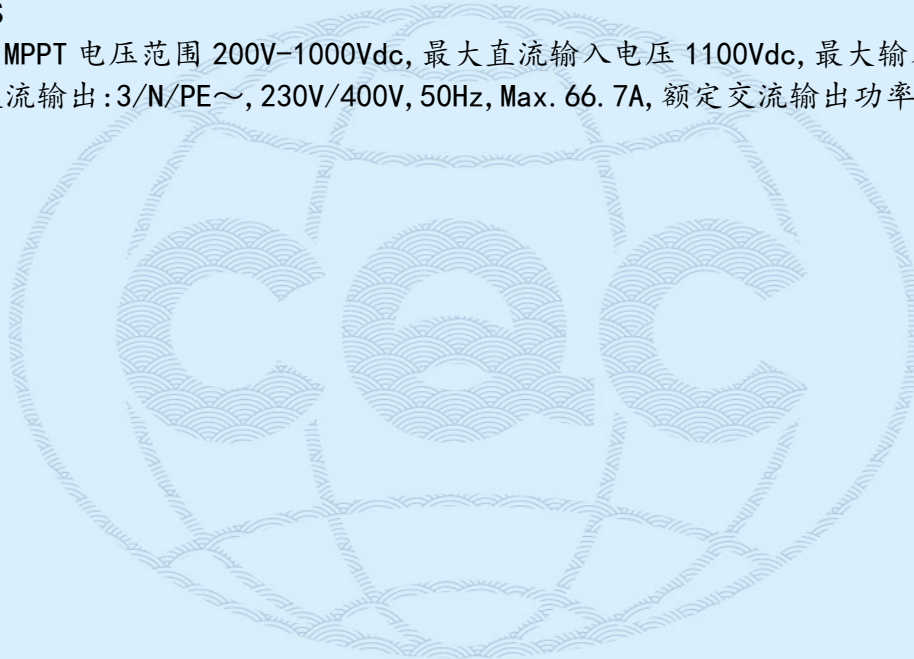 MPPT 电压范围 200V-1000Vdc,最大直流输入电压 1100Vdc,最大输
流输出:3/N/PE～,230V/400V,50Hz,Max.66.7A,额定交流输出功率
cqc